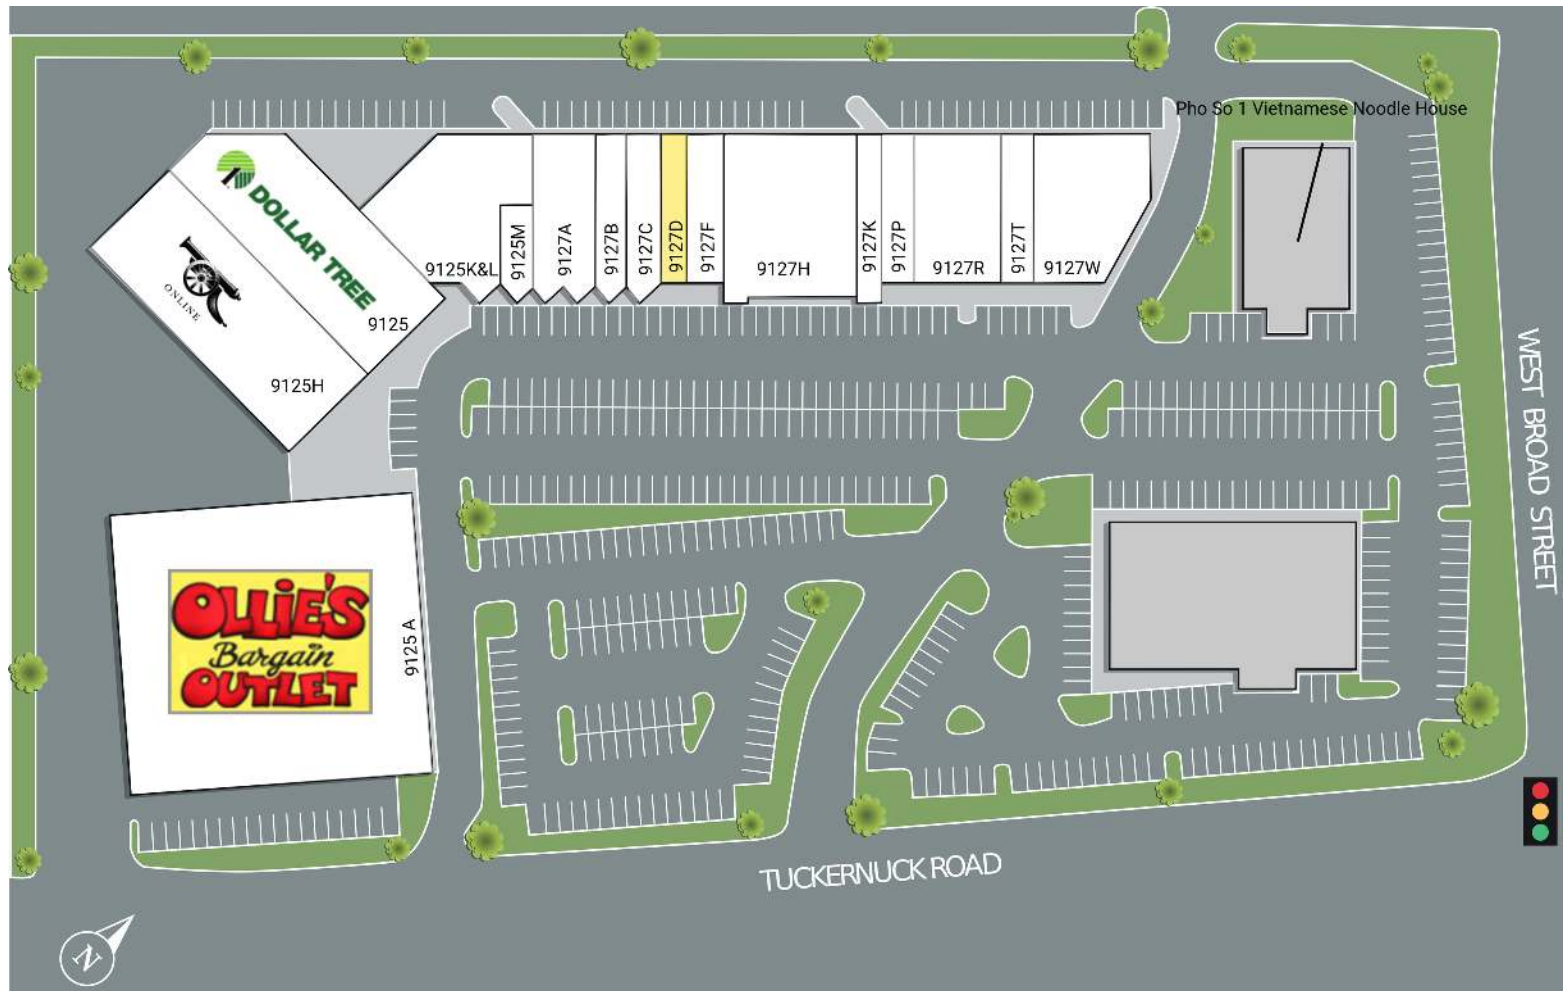 Pho So 1 Vietnamese Noodle House
DOLLAR TREE
1
ONLINE
9125
9125H
9125K&L
9125M
9127A
9127B
9127C
9127D
9127F
9127H
9127K
9127P
9127R
9127T
9127W
WEST BROAD STREET
OLLIE'S
Bargain
OUTLET
9125 A
TUCKERNUCK ROAD
N